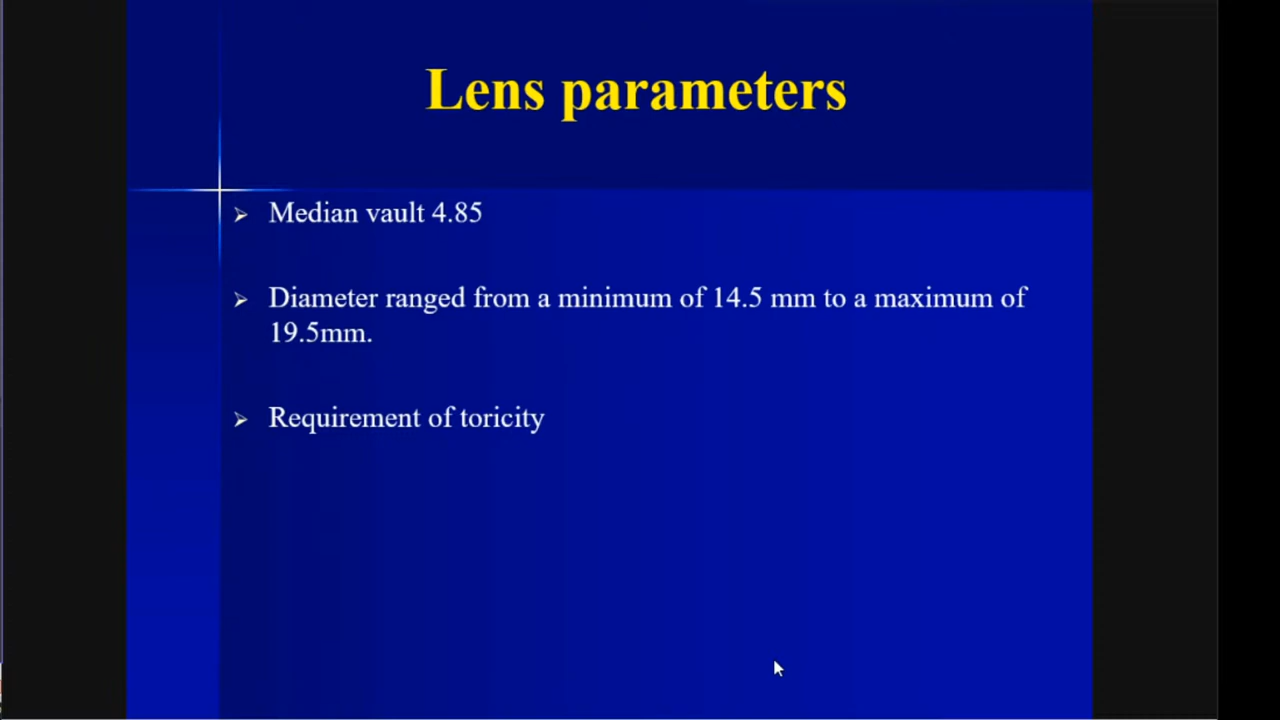 Lens parameters
Median vault 4.85
Diameter ranged from a minimum of 14.5 mm to a maximum of
19.5mm.
Requirement of toricity